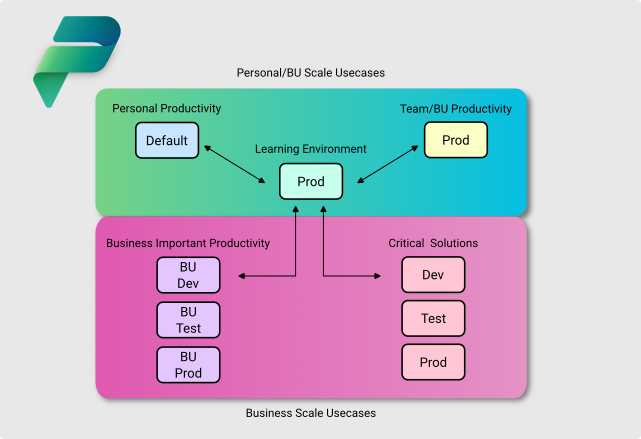 Personal/BU Scale Usecases
Personal Productivity
Team/BU Productivity
Default
Prod
Learning Environment
Prod
Business Important Productivity
Critical Solutions
BU
Dev
Dev
BU
Test
Test
BU
Prod
Prod
Business Scale Usecases